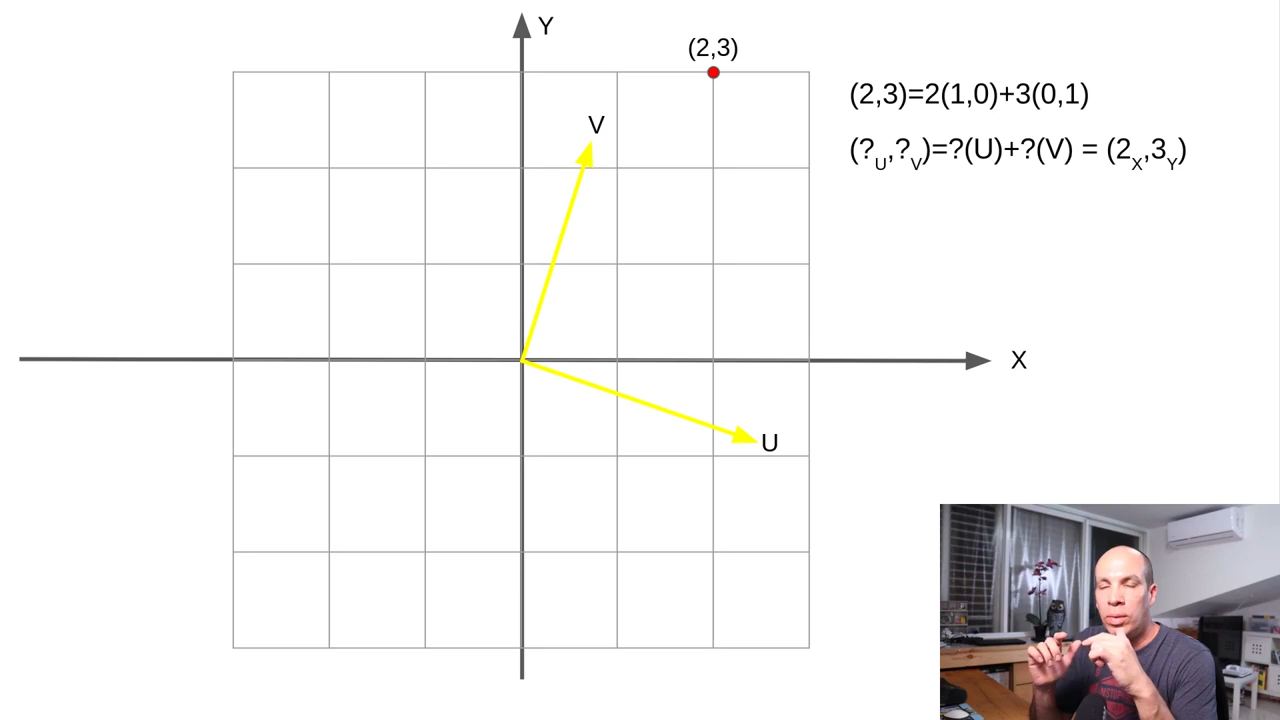 Y
(2,3)
(2,3)=2(1,0)+3(0,1)
V
(?U,?V)=?(U)+?(V) = (2X,3Y)
X
U